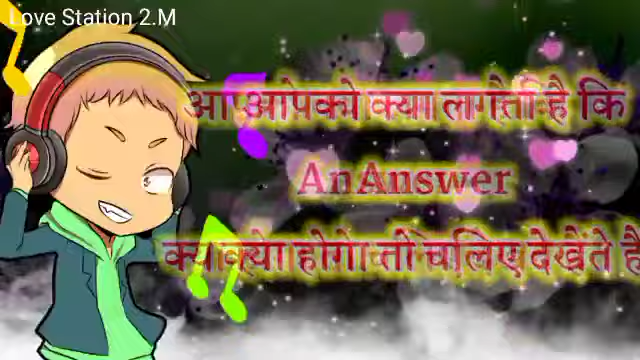 Love Station 2.M
आपको क्या लगता है कि
An Answer
क्या होगा तो चलिए देखते है